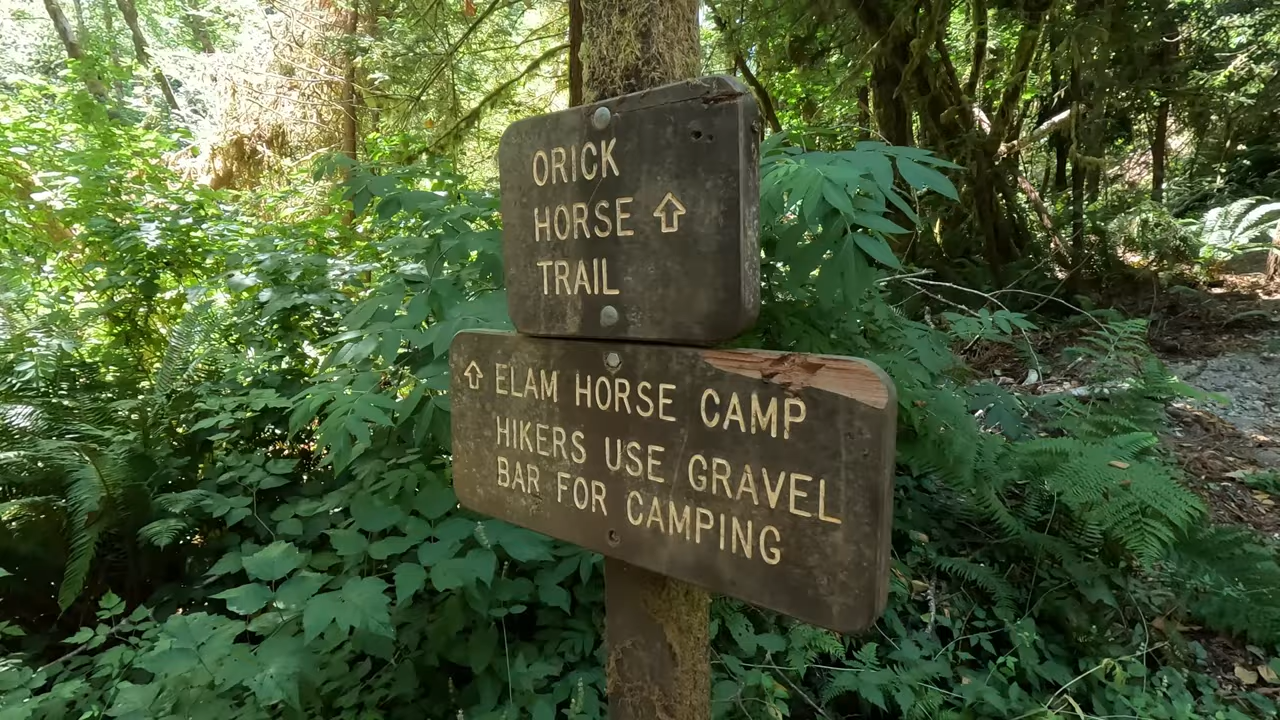 ORICK
HORSE
TRAIL
ELAM HORSE CAMP
HIKERS USE GRAVEL
BAR FOR CAMPING